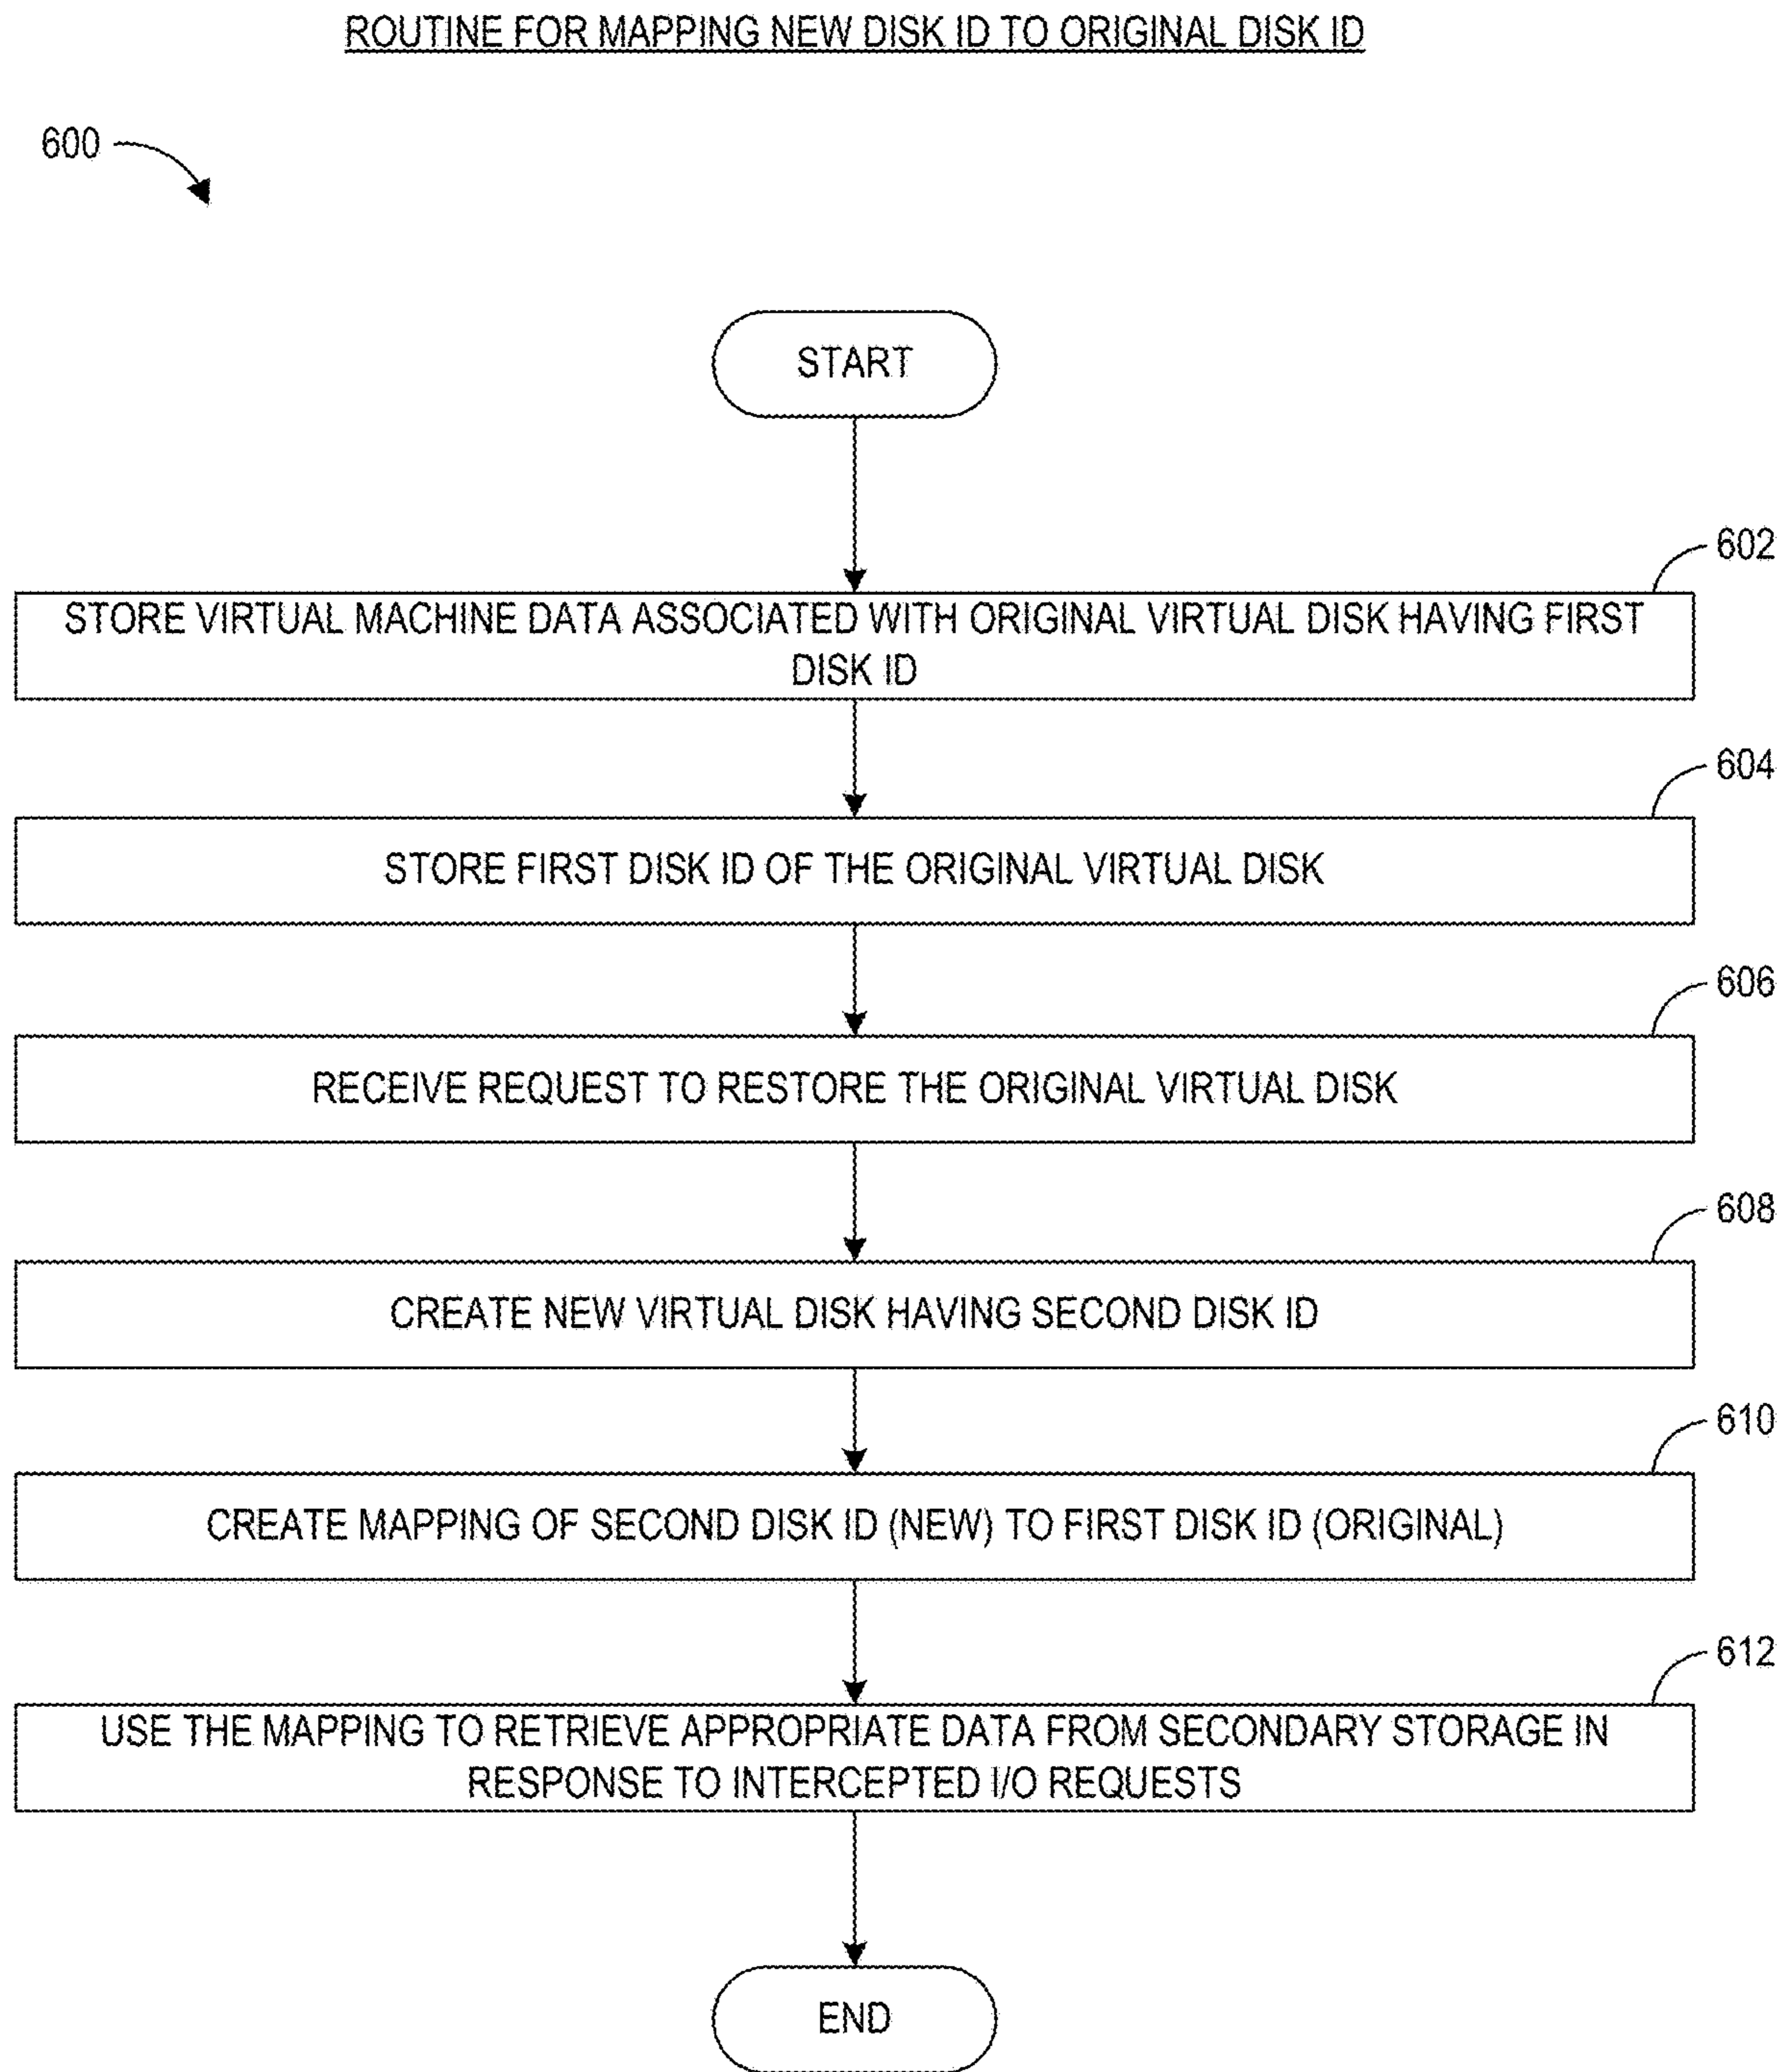 ROUTINE FOR MAPPING NEW DISK ID TO ORIGINAL DISK ID
600
START
602
STORE VIRTUAL MACHINE DATA ASSOCIATED WITH ORIGINAL VIRTUAL DISK HAVING FIRST
DISK ID
604
STORE FIRST DISK ID OF THE ORIGINAL VIRTUAL DISK
606
RECEIVE REQUEST TO RESTORE THE ORIGINAL VIRTUAL DISK
608
CREATE NEW VIRTUAL DISK HAVING SECOND DISK ID
610
CREATE MAPPING OF SECOND DISK ID (NEW) TO FIRST DISK ID (ORIGINAL)
612
USE THE MAPPING TO RETRIEVE APPROPRIATE DATA FROM SECONDARY STORAGE IN
RESPONSE TO INTERCEPTED I/O REQUESTS
END